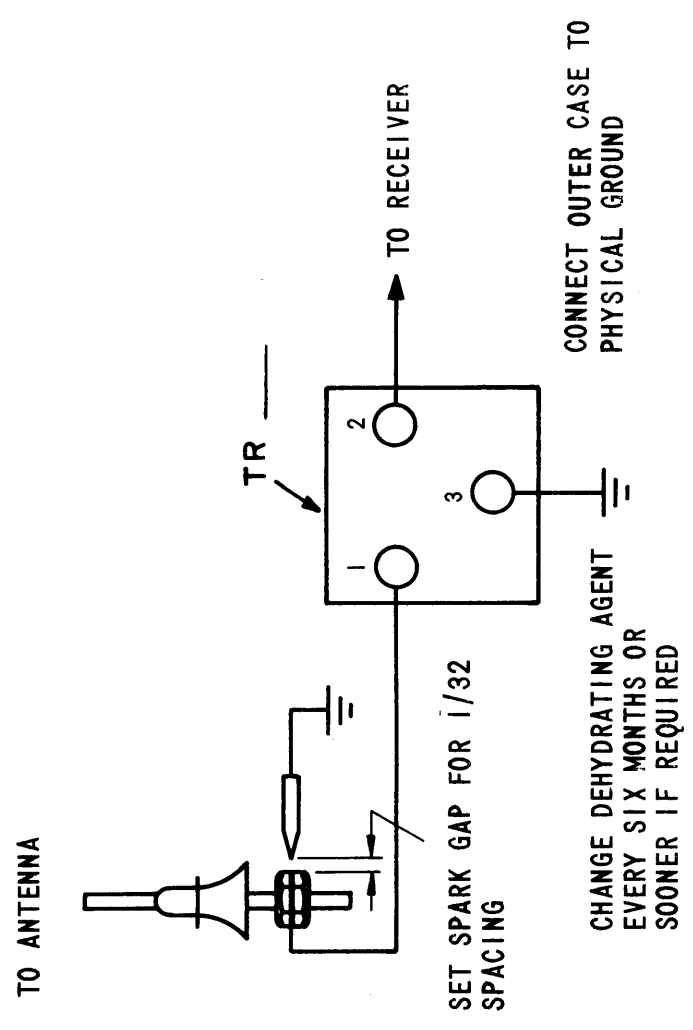 TO ANTENNA
TR
1
2
3
TO RECEIVER
SET SPARK GAP FOR 1/32
SPACING
CHANGE DEHYDRATING AGENT
EVERY SIX MONTHS OR
SOONER IF REQUIRED
CONNECT OUTER CASE TO
PHYSICAL GROUND